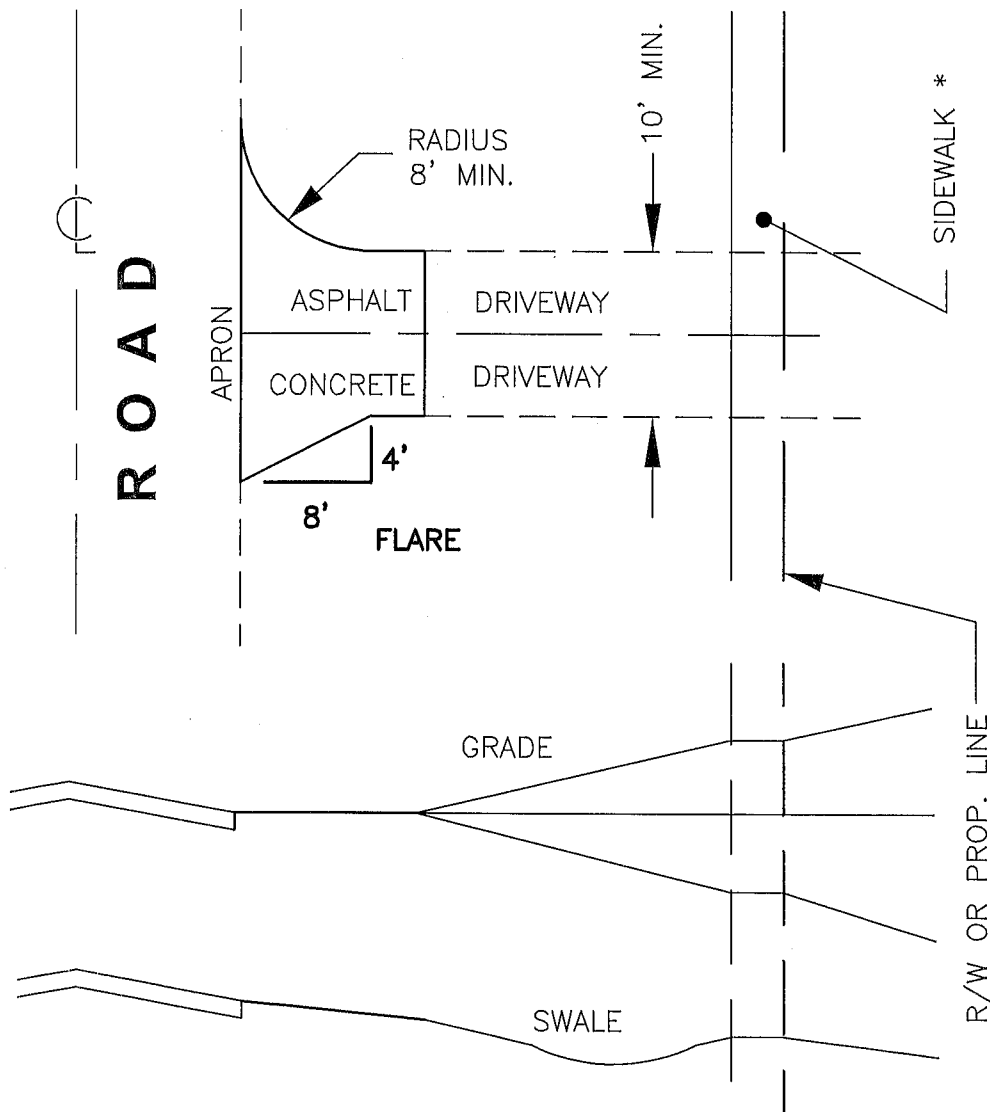 ℄
ROAD
APRON
RADIUS
8' MIN.
10' MIN.
SIDEWALK *
ASPHALT
DRIVEWAY
CONCRETE
DRIVEWAY
4'
8'
FLARE
GRADE
R/W OR PROP. LINE
SWALE